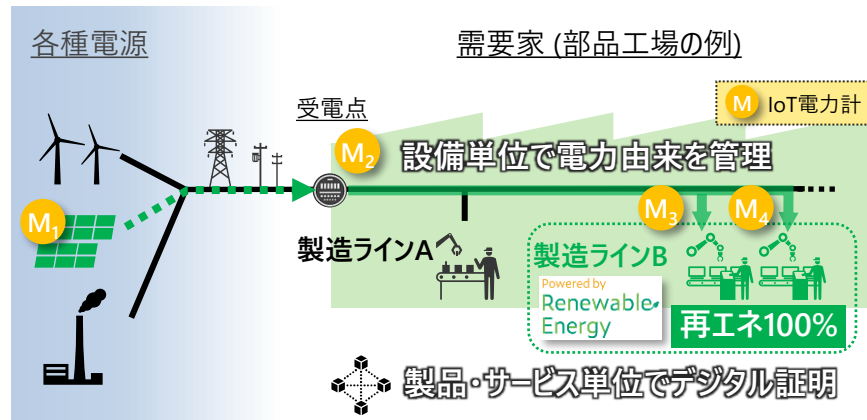 各種電源
需要家 (部品工場の例)
M IoT電力計
受電点
M2 設備単位で電力由来を管理
M1
M3
M4
製造ラインA
製造ラインB
Powered by
Renewable
Energy
再エネ100%
製品・サービス単位でデジタル証明